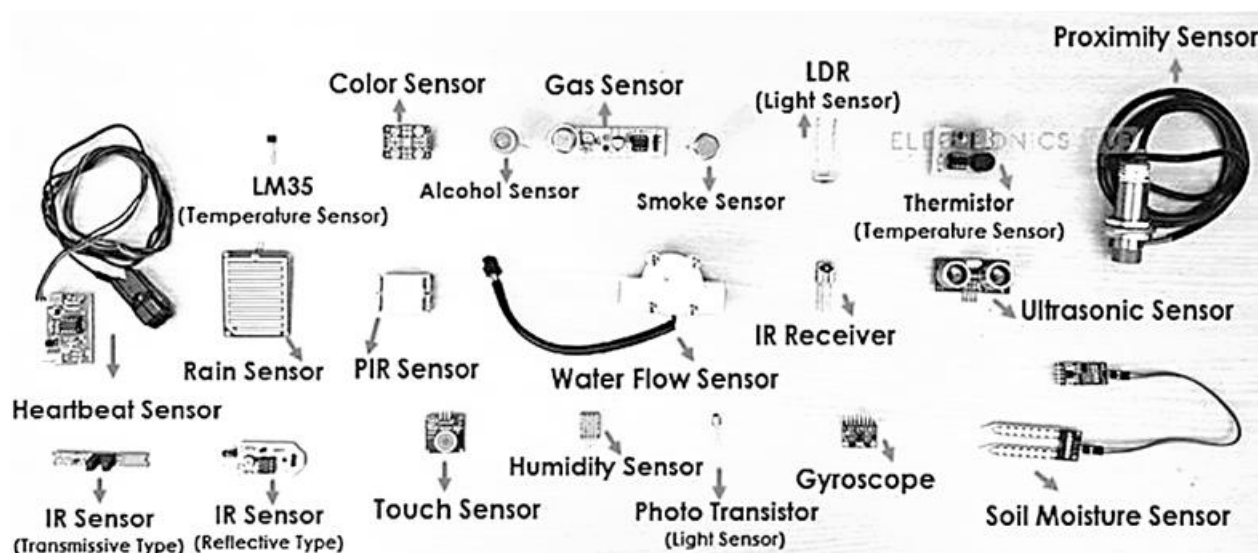 Proximity Sensor
Color Sensor
Gas Sensor
LDR
(Light Sensor)
LM35
(Temperature Sensor)
Alcohol Sensor
Smoke Sensor
Thermistor
(Temperature Sensor)
Rain Sensor
PIR Sensor
Water Flow Sensor
IR Receiver
Ultrasonic Sensor
Heartbeat Sensor
IR Sensor
(Transmissive Type)
IR Sensor
(Reflective Type)
Touch Sensor
Humidity Sensor
Photo Transistor
(Light Sensor)
Gyroscope
Soil Moisture Sensor